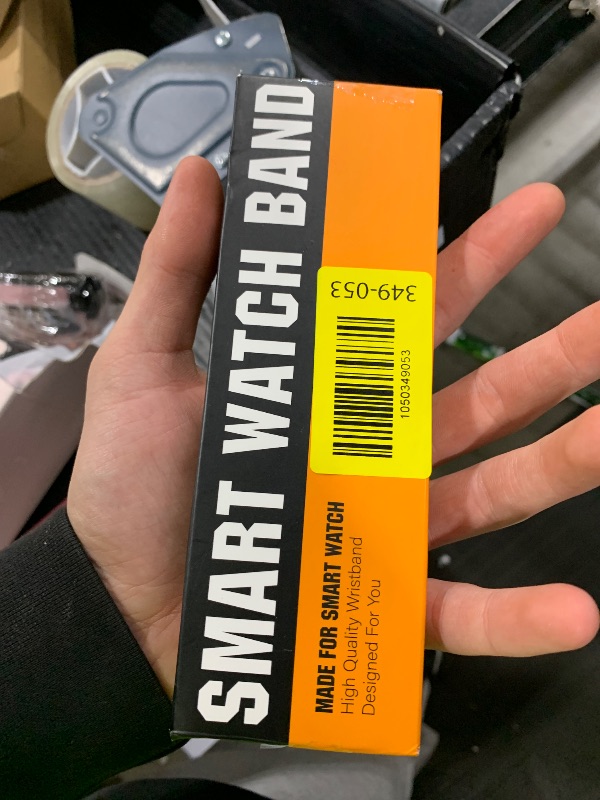 SMART WATCH BAND
349-053
1050349053
MADE FOR SMART WATCH
High Quality Wristband
Designed For You